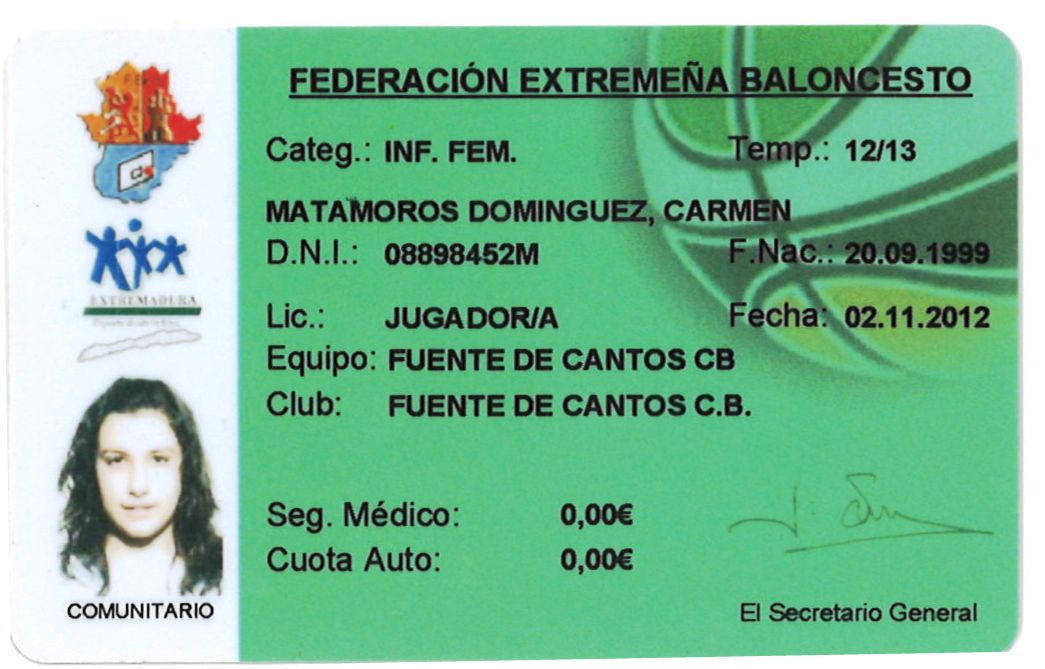 FEDERACIÓN EXTREMEÑA BALONCESTO
Categ.: INF. FEM. Temp.: 12/13
MATAMOROS DOMINGUEZ, CARMEN
D.N.I.: 08898452M F.Nac.: 20.09.1999
Lic.: JUGADOR/A Fecha: 02.11.2012
Equipo: FUENTE DE CANTOS CB
Club: FUENTE DE CANTOS C.B.
Seg. Médico: 0,00€
Cuota Auto: 0,00€
El Secretario General
EXTREMADURA
COMUNITARIO